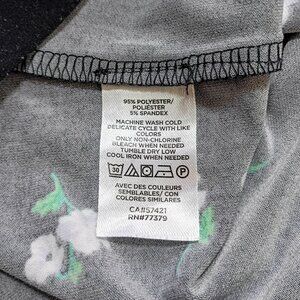 95% POLYESTER/
POLIÉSTER
5% SPANDEX
MACHINE WASH COLD
DELICATE CYCLE WITH LIKE
COLORS
ONLY NON-CHLORINE
BLEACH WHEN NEEDED
TUMBLE DRY LOW
COOL IRON WHEN NEEDED
30 P
AVEC DES COULEURS
SEMBLABLES/ CON
COLORES SIMILARES
CA#57421
RN#77379